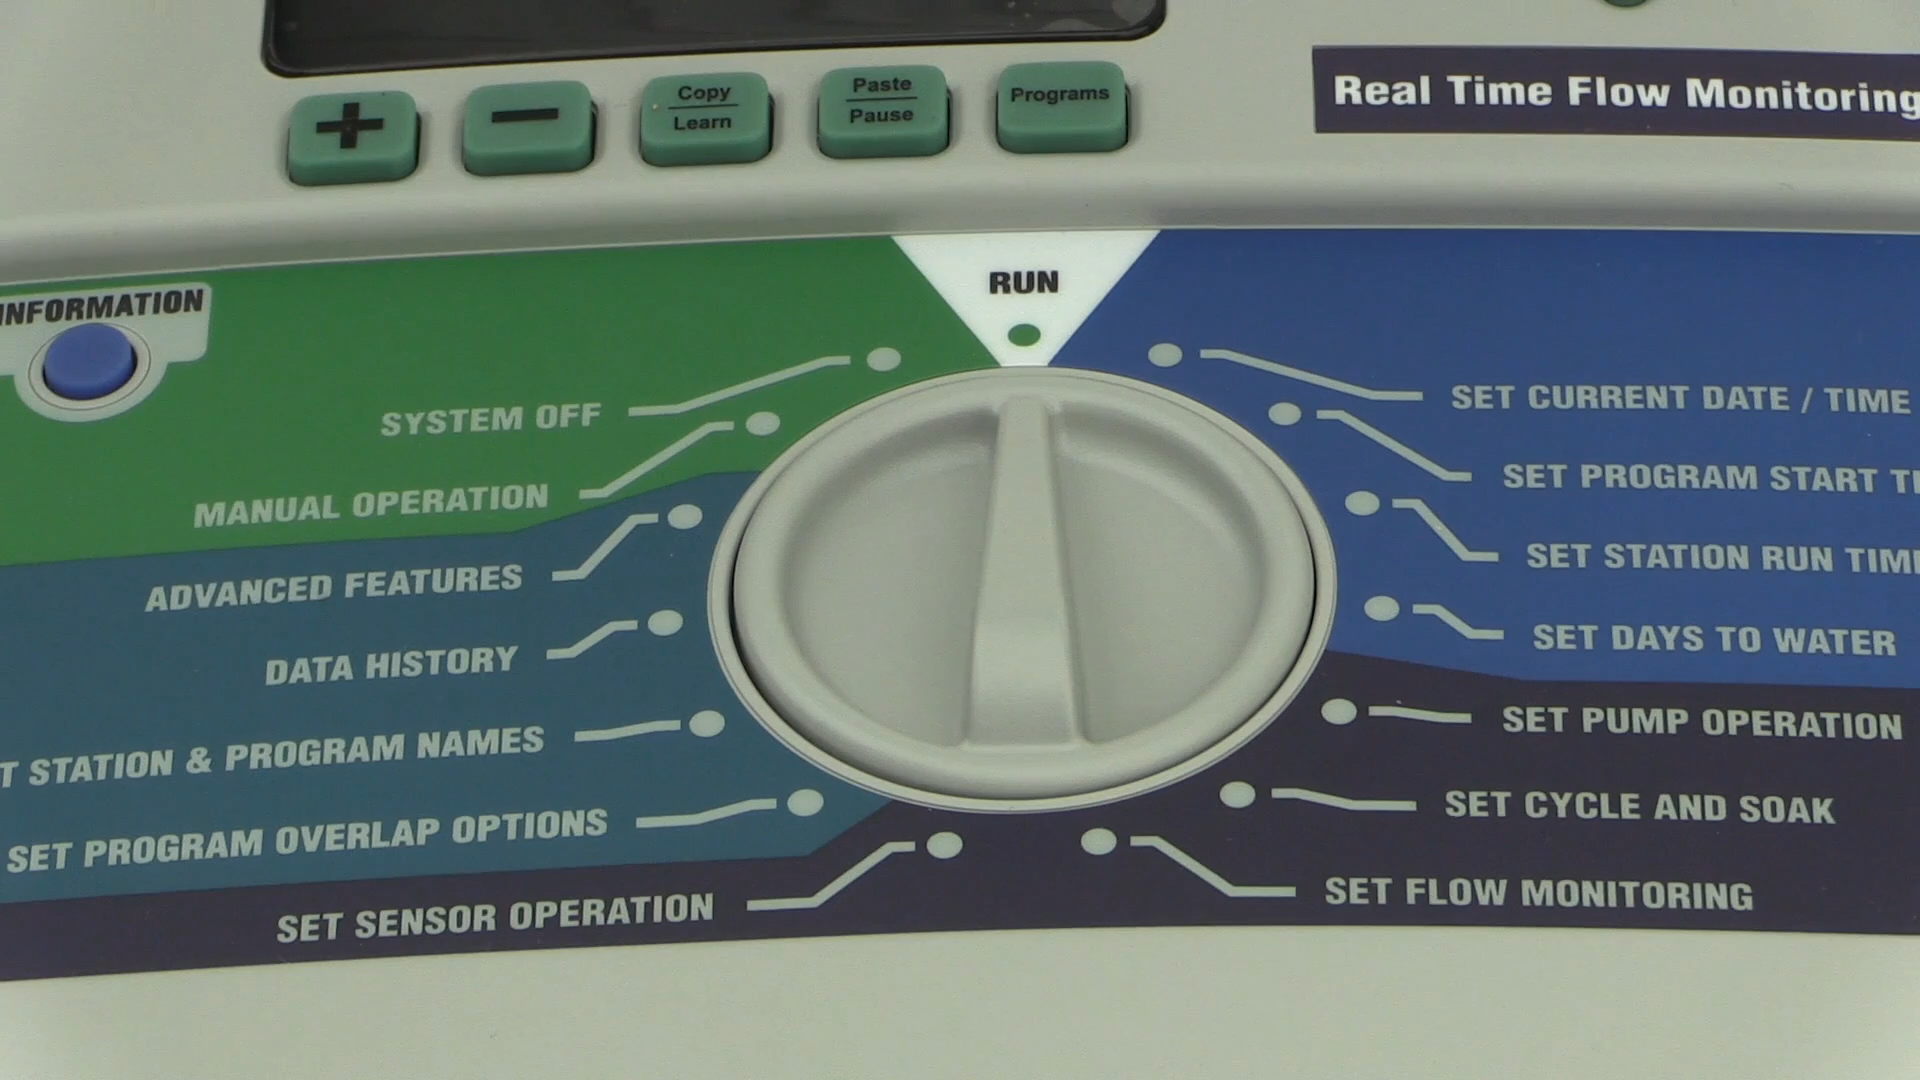 Copy
Learn
Paste
Pause
Programs
Real Time Flow Monitoring
INFORMATION
RUN
SYSTEM OFF
MANUAL OPERATION
ADVANCED FEATURES
DATA HISTORY
STATION & PROGRAM NAMES
SET PROGRAM OVERLAP OPTIONS
SET SENSOR OPERATION
SET CURRENT DATE / TIME
SET PROGRAM START
SET STATION RUN
SET DAYS TO WATER
SET PUMP OPERATION
SET CYCLE AND SOAK
SET FLOW MONITORING